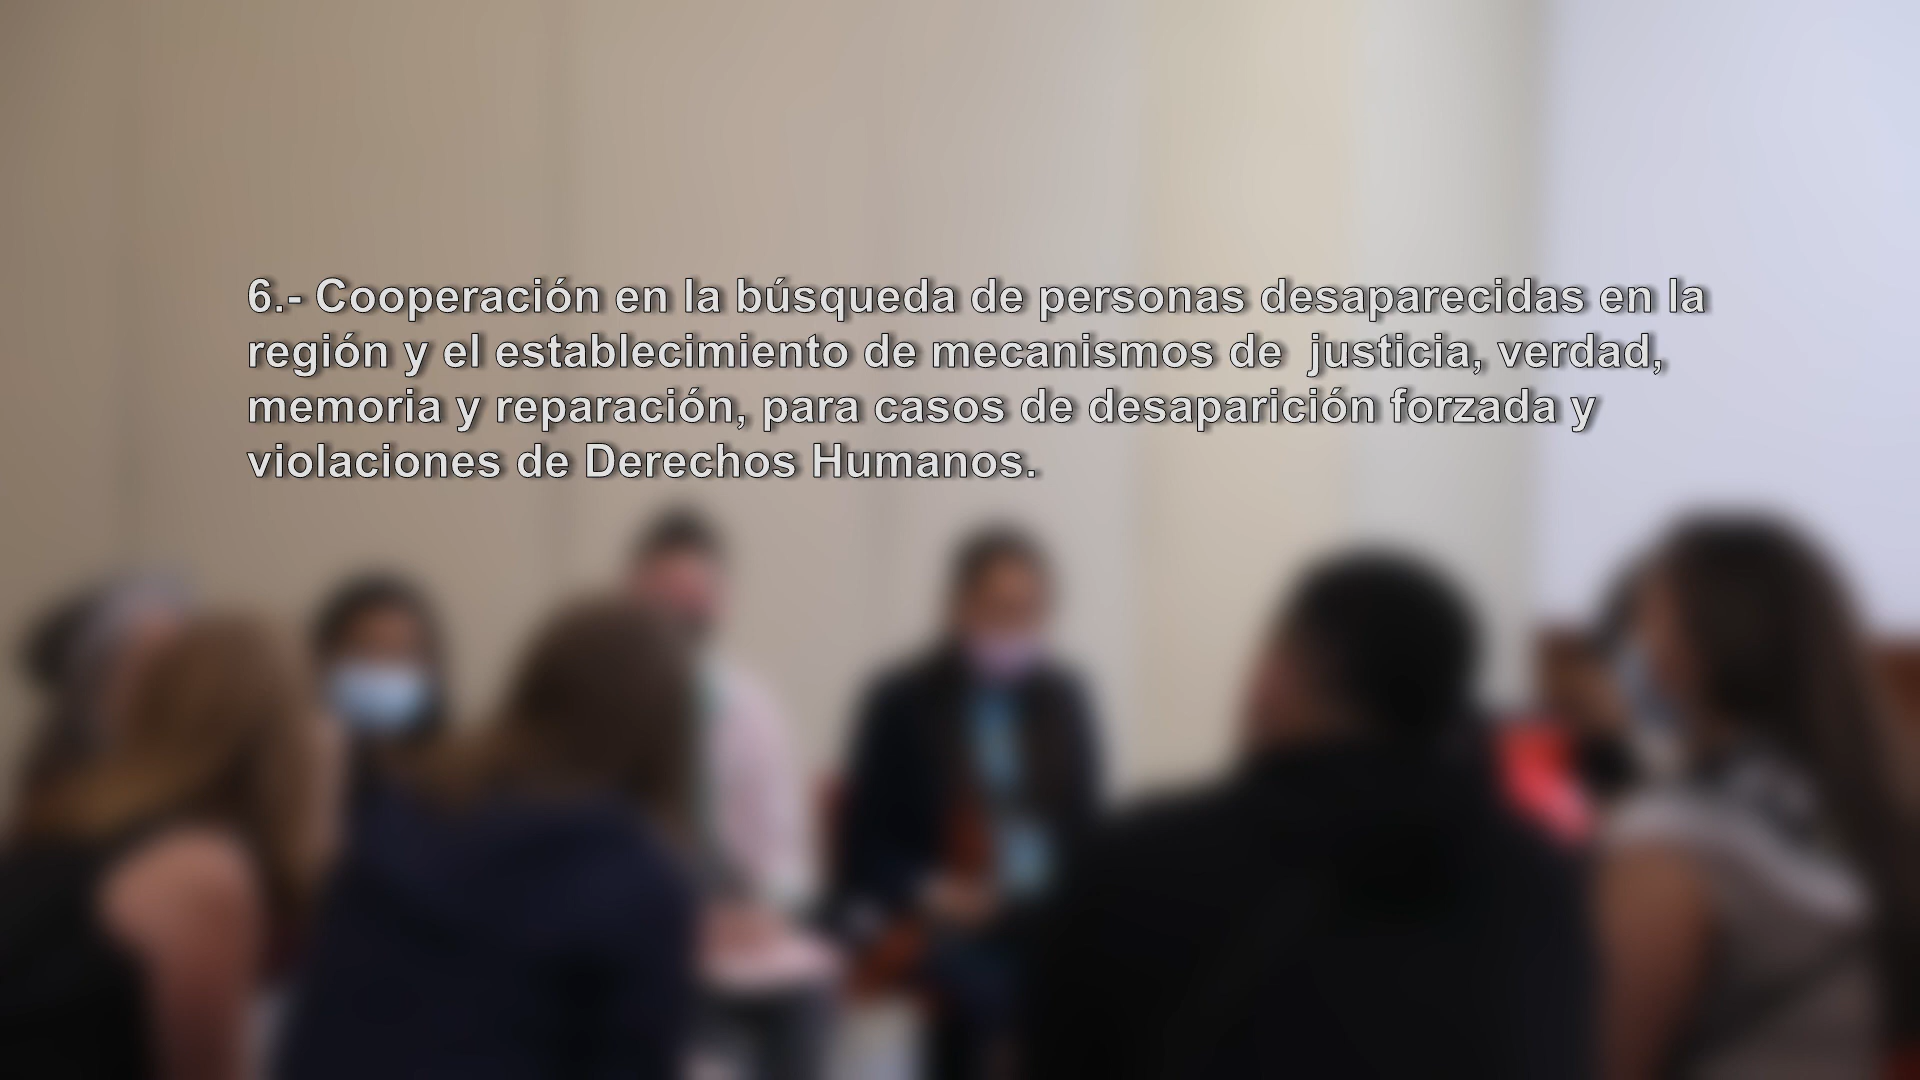 6.- Cooperación en la búsqueda de personas desaparecidas en la
región y el establecimiento de mecanismos de  justicia, verdad,
memoria y reparación, para casos de desaparición forzada y
violaciones de Derechos Humanos.